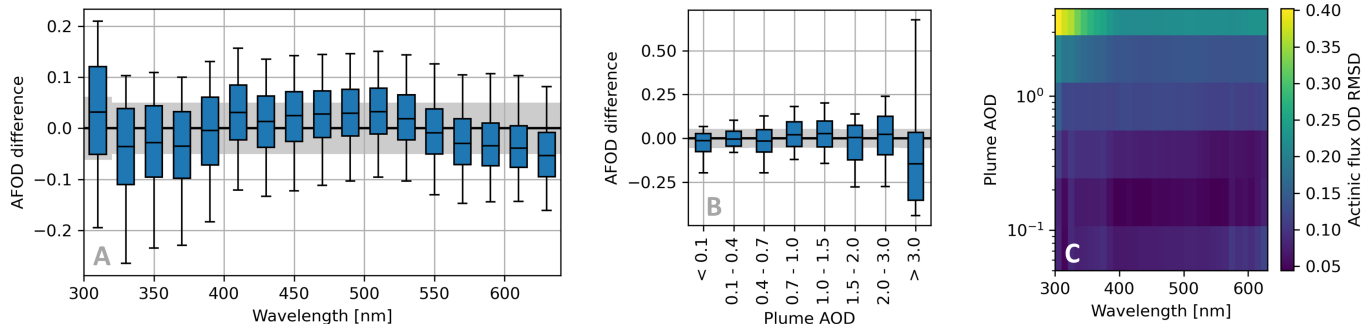 AFOD difference
0.2
0.1
0.0
−0.1
−0.2
A
300
350
400
450
500
550
600
Wavelength [nm]
AFOD difference
0.50
0.25
0.00
−0.25
B
< 0.1
0.1 - 0.4
0.4 - 0.7
0.7 - 1.0
1.0 - 1.5
1.5 - 2.0
2.0 - 3.0
> 3.0
Plume AOD
Plume AOD
10⁰
10⁻¹
C
300
400
500
600
Wavelength [nm]
0.40
0.35
0.30
0.25
0.20
0.15
0.10
0.05
Actinic flux OD RMSD